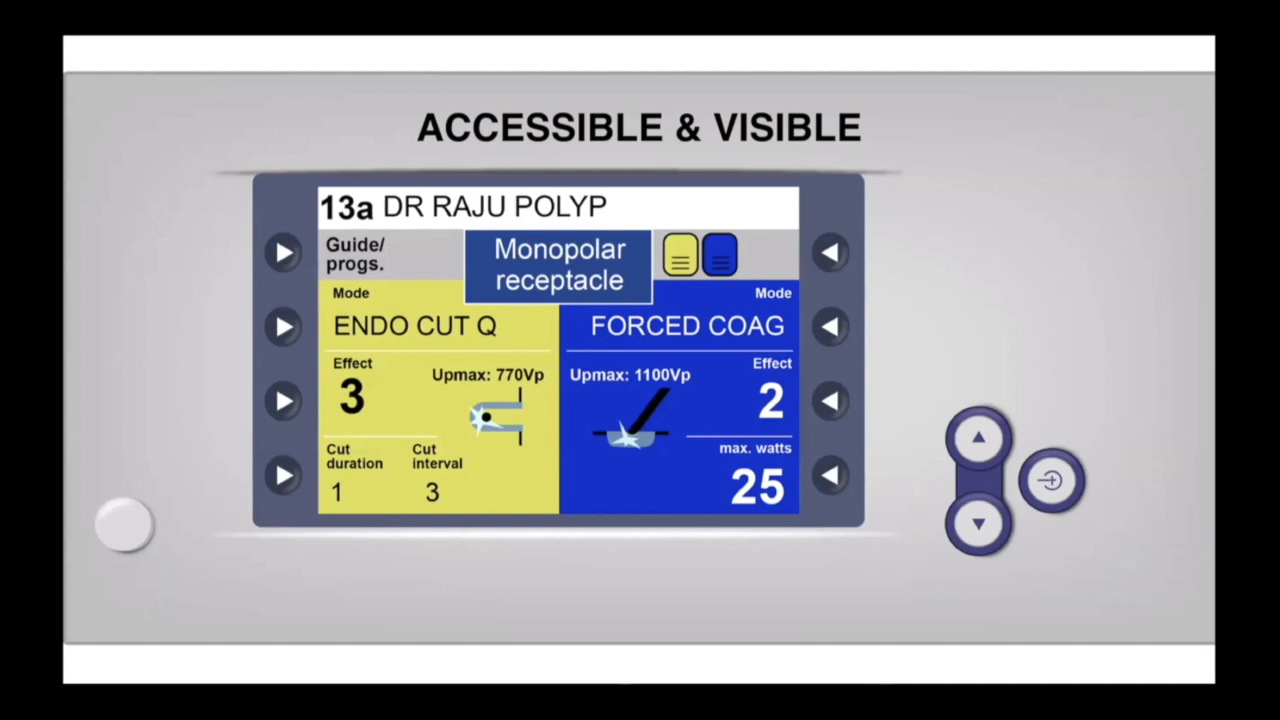 ACCESSIBLE & VISIBLE
13a DR RAJU POLYP
Guide/
progs.
Monopolar
receptacle
Mode
ENDO CUT Q
Effect
3
Upmax: 770Vp
Cut
duration
1
Cut
interval
3
Mode
FORCED COAG
Upmax: 1100Vp
Effect
2
max. watts
25